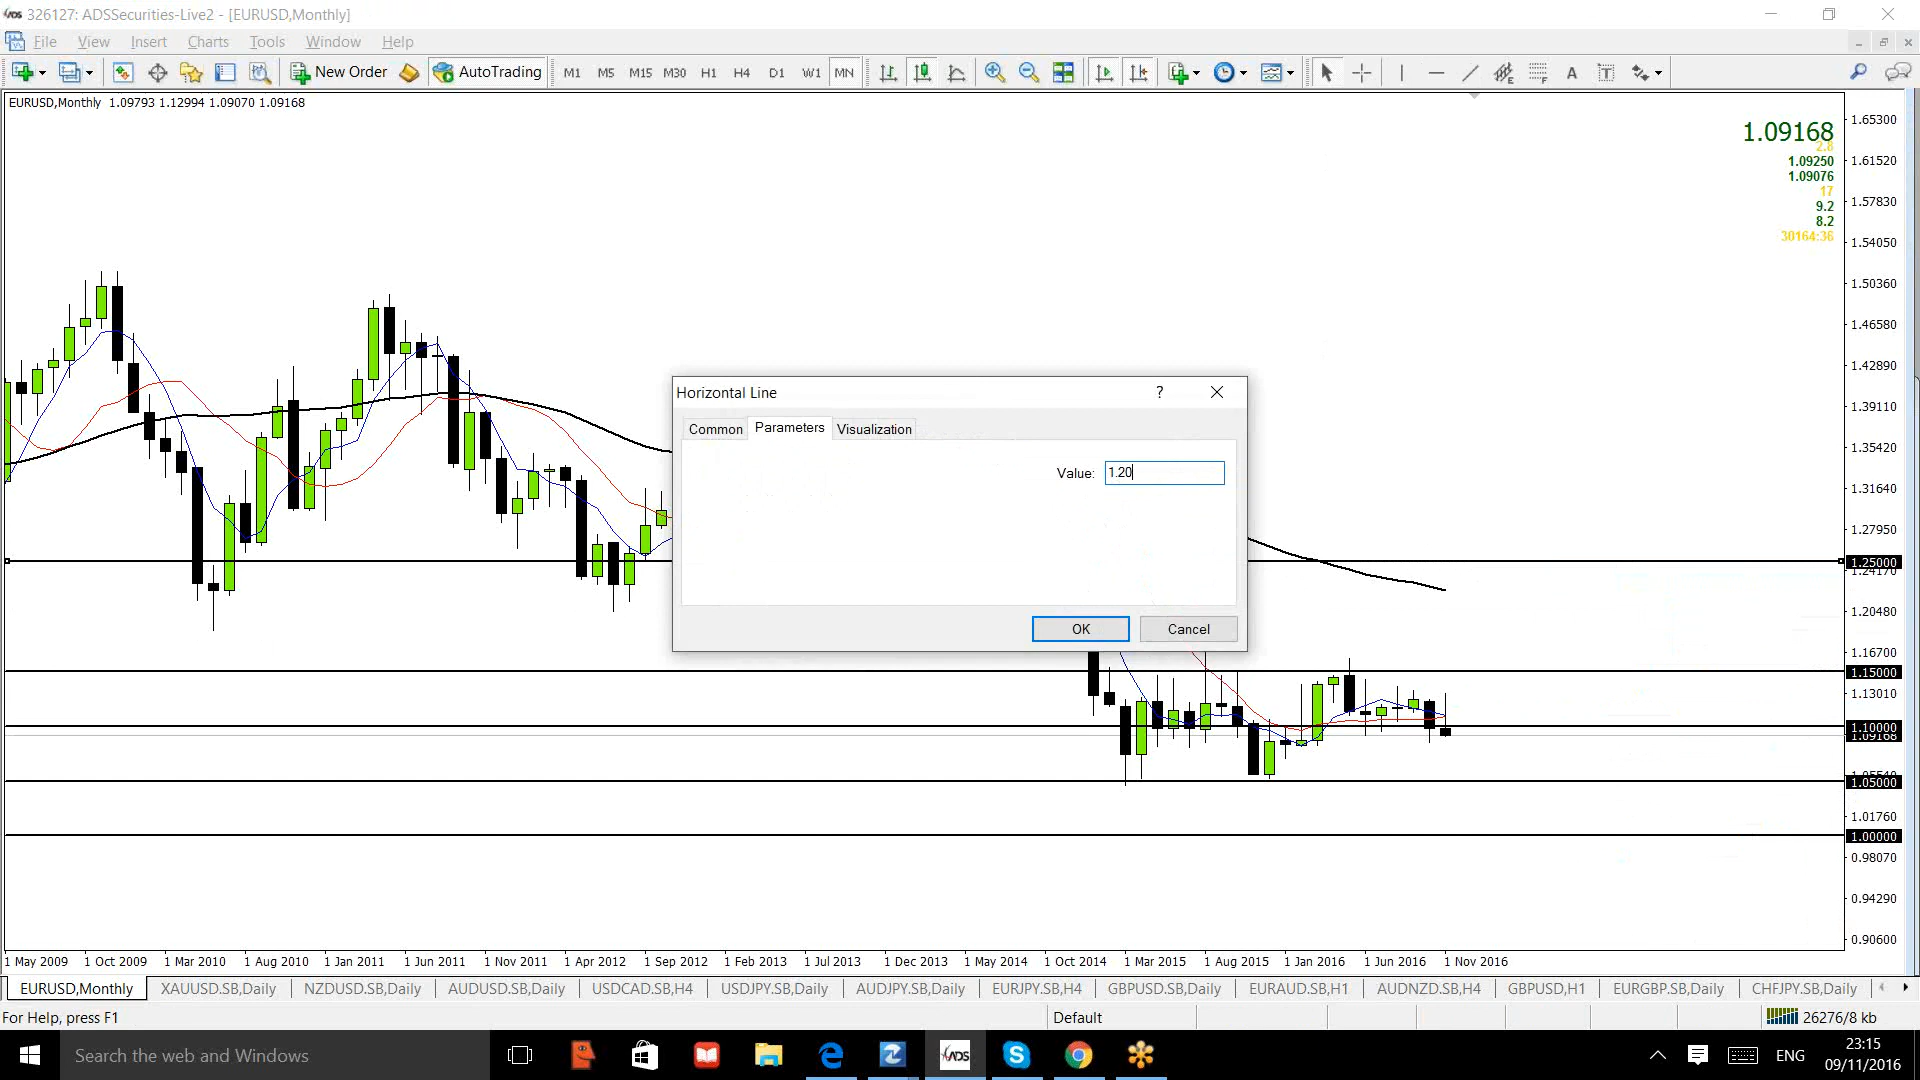 326127: ADSSecurities-Live2 - [EURUSD,Monthly]
File View Insert Charts Tools Window Help
New Order AutoTrading M1 M5 M15 M30 H1 H4 D1 W1 MN
EURUSD,Monthly 1.09793 1.12994 1.09070 1.09168
1.09168
2.8
1.09250
1.09076
17
9.2
8.2
30164:36
1.65300
1.61520
1.57830
1.54050
1.50360
1.46580
1.42890
1.39110
1.35420
1.31640
1.27950
1.25000
1.24170
1.20480
1.16700
1.15000
1.13010
1.10000
1.09168
1.05000
1.01760
1.00000
0.98070
0.94290
0.90600
Horizontal Line ?
Common Parameters Visualization
Value: 1.20
OK Cancel
1 May 2009 1 Oct 2009 1 Mar 2010 1 Aug 2010 1 Jan 2011 1 Jun 2011 1 Nov 2011 1 Apr 2012 1 Sep 2012 1 Feb 2013 1 Jul 2013 1 Dec 2013 1 May 2014 1 Oct 2014 1 Mar 2015 1 Aug 2015 1 Jan 2016 1 Jun 2016 1 Nov 2016
EURUSD,Monthly XAUUSD.SB,Daily NZDUSD.SB,Daily AUDUSD.SB,Daily USDCAD.SB,H4 USDJPY.SB,Daily AUDJPY.SB,Daily EURJPY.SB,H4 GBPUSD.SB,Daily EURAUD.SB,H1 AUDNZD.SB,H4 GBPUSD,H1 EURGBP.SB,Daily CHFJPY.SB,Daily
For Help, press F1 Default 26276/8 kb
Search the web and Windows ADS ENG 23:15
09/11/2016